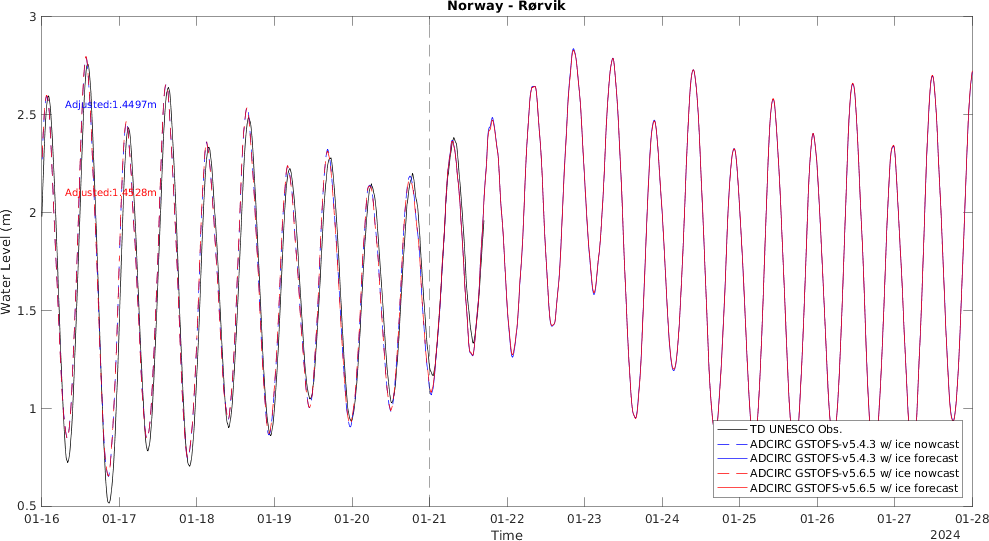 Norway - Rørvik
3
2.5
2
1.5
1
0.5
Water Level (m)
Adjusted:1.4497m
Adjusted:1.4528m
TD UNESCO Obs.
ADCIRC GSTOFS-v5.4.3 w/ ice nowcast
ADCIRC GSTOFS-v5.4.3 w/ ice forecast
ADCIRC GSTOFS-v5.6.5 w/ ice nowcast
ADCIRC GSTOFS-v5.6.5 w/ ice forecast
01-16 01-17 01-18 01-19 01-20 01-21 01-22 01-23 01-24 01-25 01-26 01-27 01-28
Time
2024